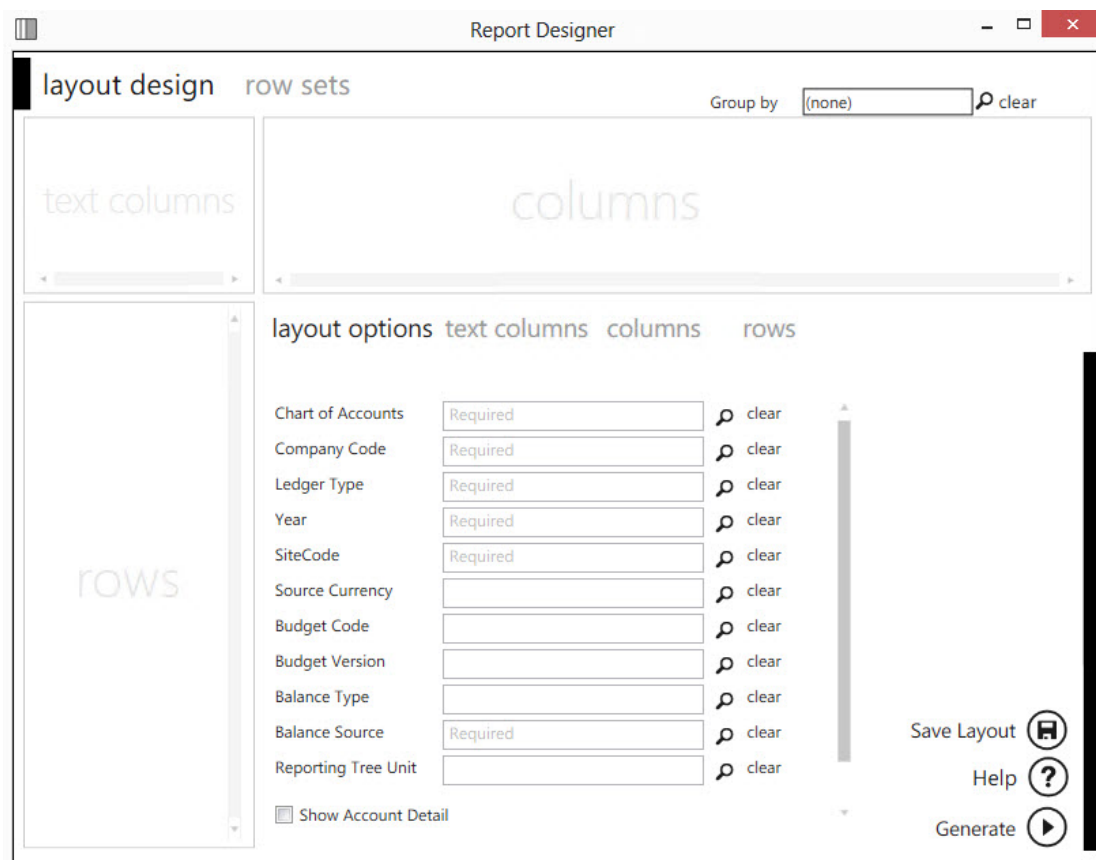 Report Designer
layout design row sets
Group by (none) clear
text columns columns
layout options text columns columns rows
Chart of Accounts Required clear
Company Code Required clear
Ledger Type Required clear
Year Required clear
SiteCode Required clear
rows
Source Currency clear
Budget Code clear
Budget Version clear
Balance Type clear
Balance Source Required clear
Reporting Tree Unit clear
Show Account Detail
Save Layout
Help ?
Generate